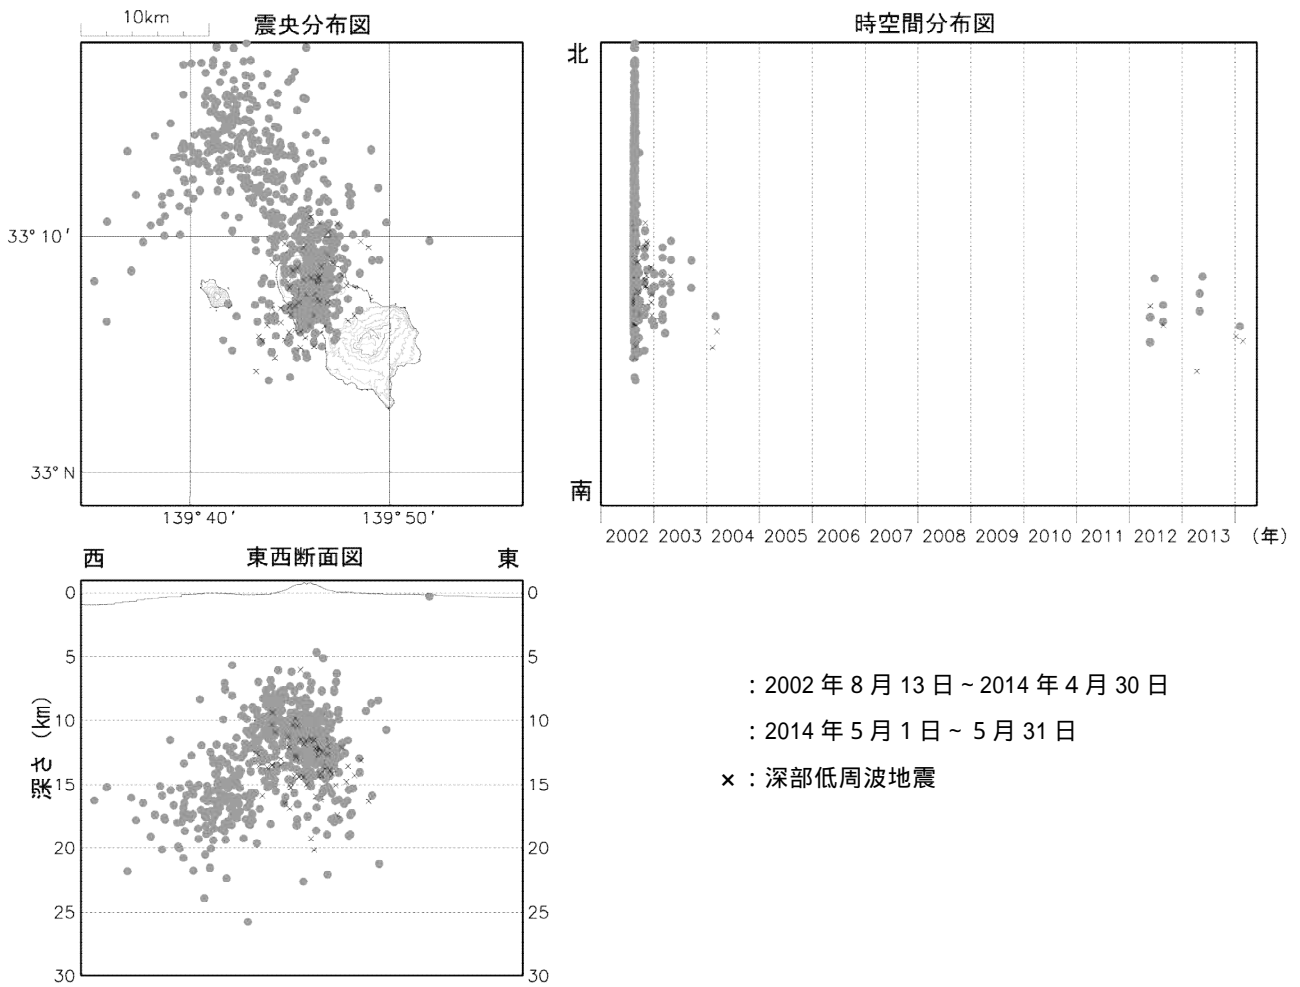 10km
震央分布図
33°10′
33°N
139°40′
139°50′
時空間分布図
北
南
2002 2003 2004 2005 2006 2007 2008 2009 2010 2011 2012 2013 (年)
西
東西断面図
東
深さ (km)
0
5
10
15
20
25
30
0
5
10
15
20
25
30
：2002 年 8 月 13 日 ~ 2014 年 4 月 30 日
：2014 年 5 月 1 日 ~ 5 月 31 日
×：深部低周波地震